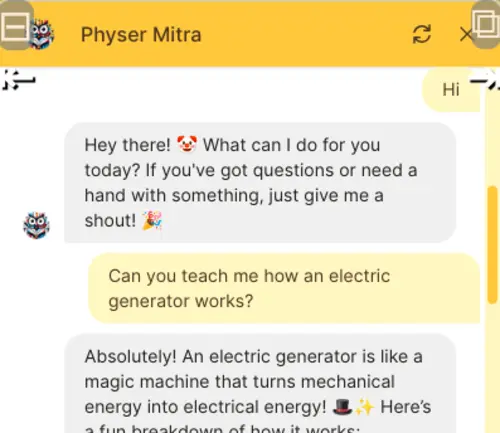 Physer Mitra
Hi
Hey there! 🤡 What can I do for you
today? If you've got questions or need a
hand with something, just give me a
shout! 🎉
Can you teach me how an electric
generator works?
Absolutely! An electric generator is like a
magic machine that turns mechanical
energy into electrical energy! 🎩✨ Here's
a fun breakdown of how it works: